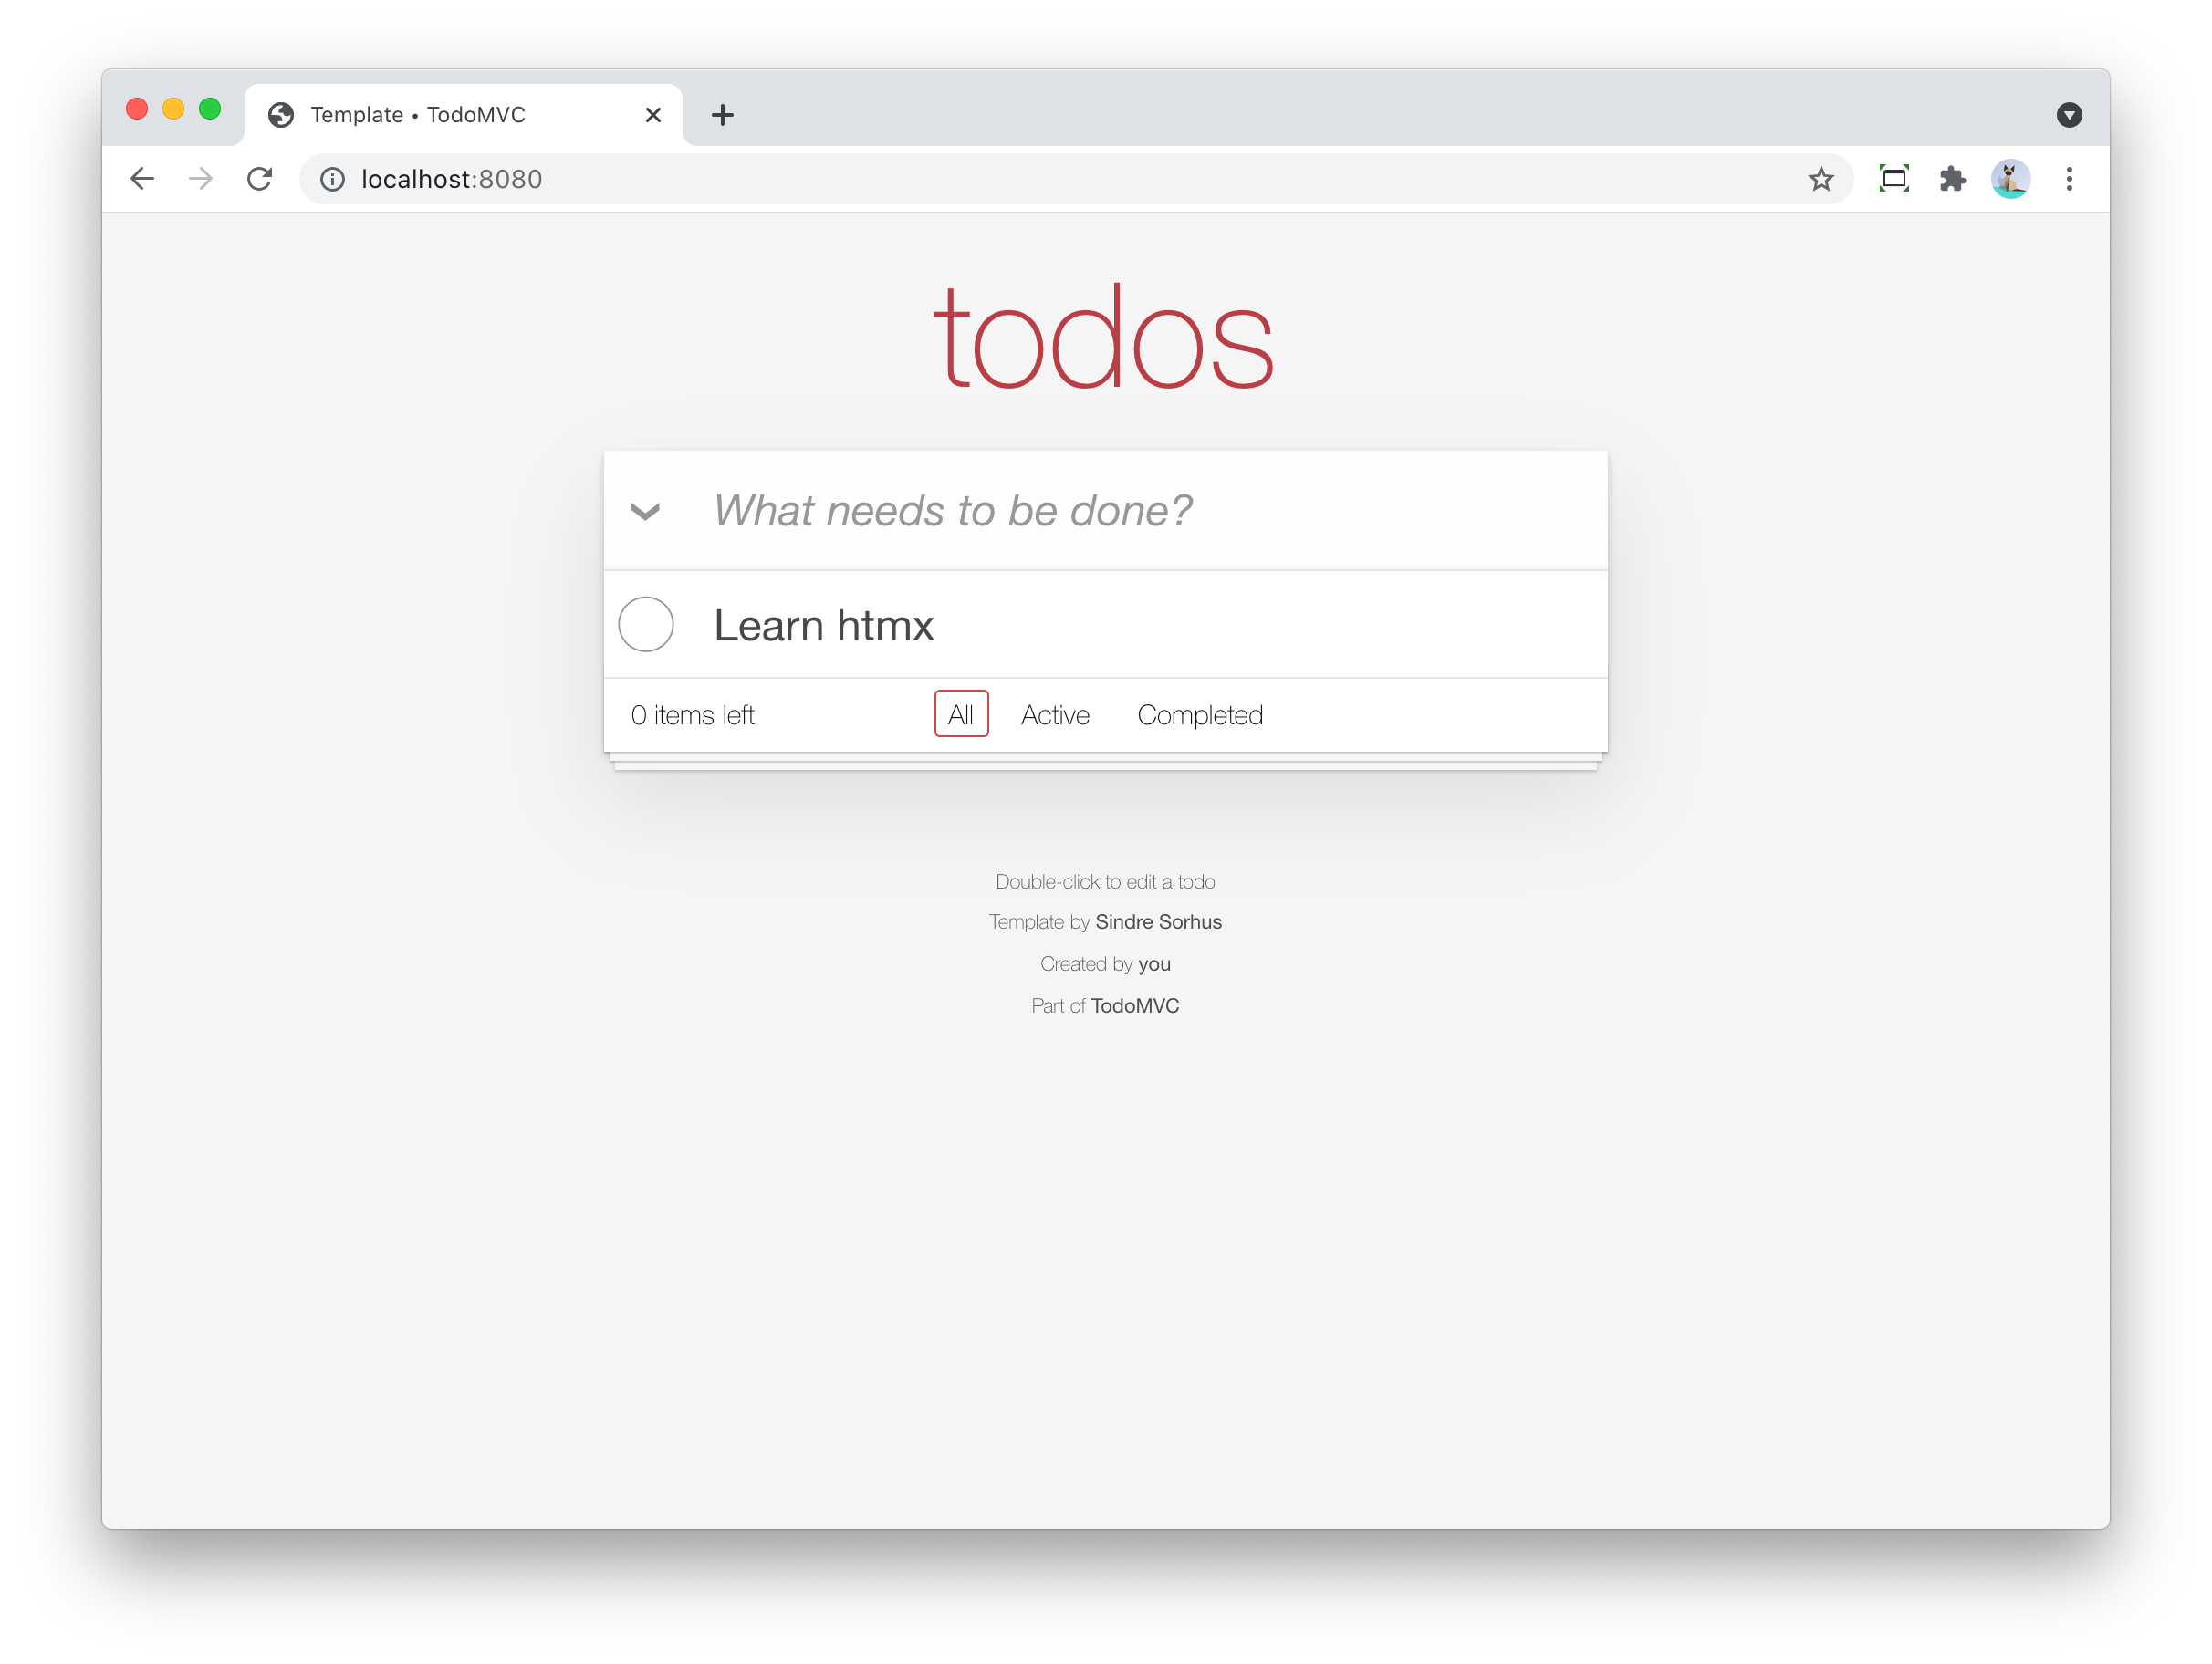 Template • TodoMVC
localhost:8080
todos
What needs to be done?
Learn htmx
0 items left All Active Completed
Double-click to edit a todo
Template by Sindre Sorhus
Created by you
Part of TodoMVC